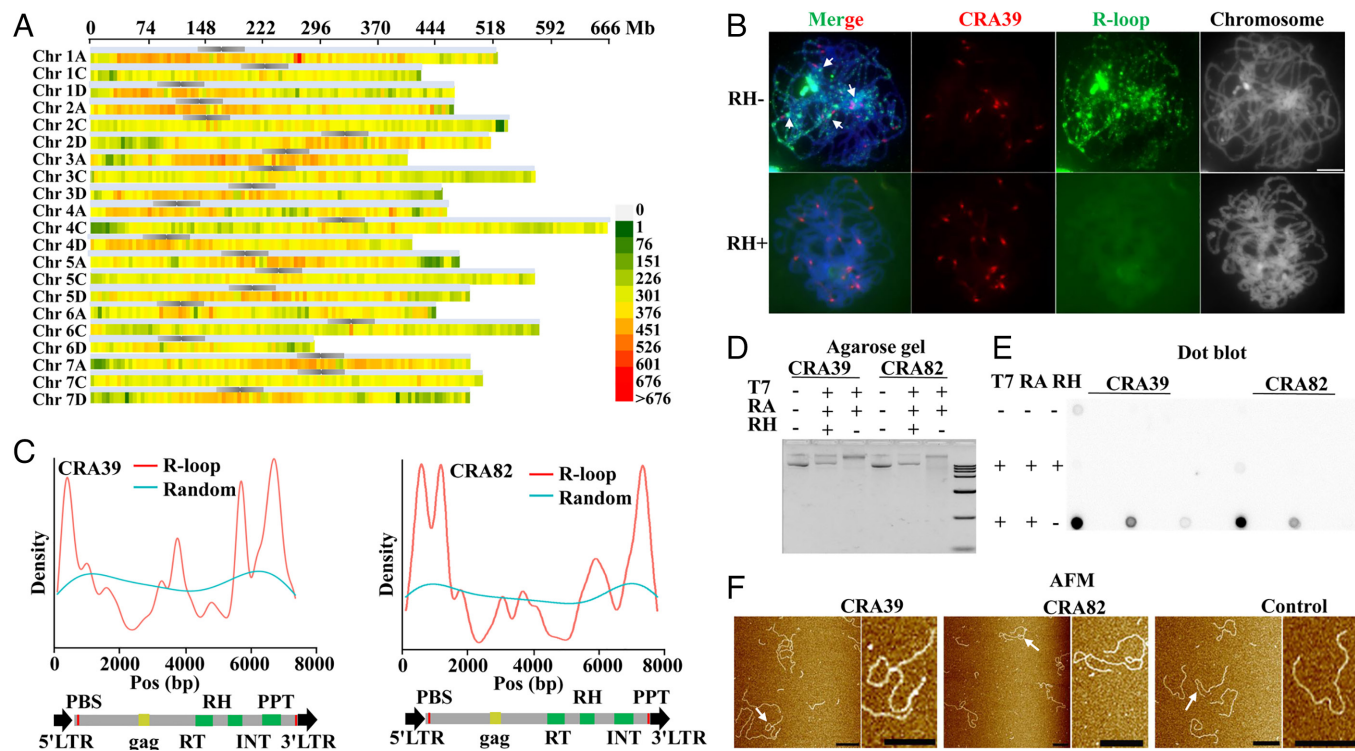 A
0 74 148 222 296 370 444 518 592 666 Mb
Chr 1A
Chr 1C
Chr 1D
Chr 2A
Chr 2C
Chr 2D
Chr 3A
Chr 3C
Chr 3D
Chr 4A
Chr 4C
Chr 4D
Chr 5A
Chr 5C
Chr 5D
Chr 6A
Chr 6C
Chr 6D
Chr 7A
Chr 7C
Chr 7D
0
1
76
151
226
301
376
451
526
601
676
>676
B
Merge CRA39 R-loop Chromosome
RH-
RH+
C
CRA39
R-loop
Random
Density
0 2000 4000 6000 8000
Pos (bp)
PBS RH PPT
5'LTR gag RT INT 3'LTR
CRA82
R-loop
Random
Density
0 2000 4000 6000 8000
Pos (bp)
PBS RH PPT
5'LTR gag RT INT 3'LTR
D
Agarose gel
CRA39 CRA82
T7 - + + - + +
RA - + + - + +
RH - + - - + -
E
Dot blot
T7 RA RH CRA39 CRA82
- - -
+ + +
+ + -
F
AFM
CRA39 CRA82 Control